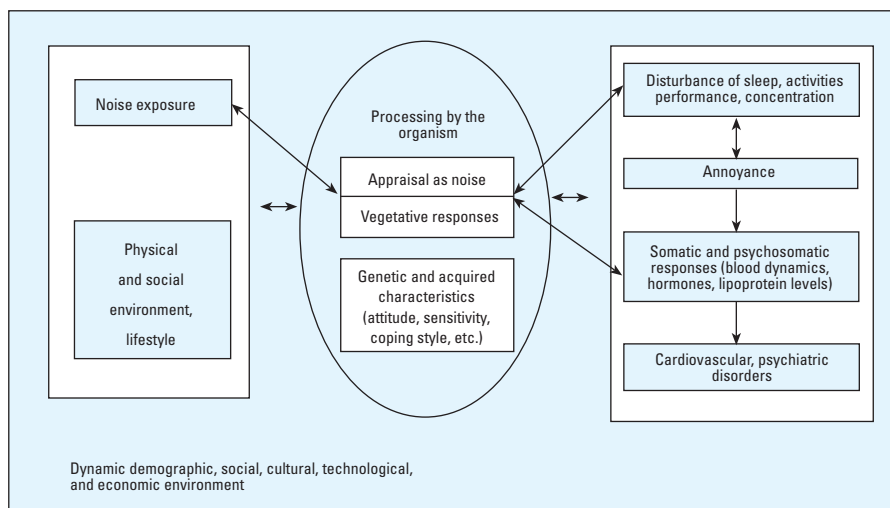 Noise exposure
Physical
and social
environment,
lifestyle
Processing by the
organism
Appraisal as noise
Vegetative responses
Genetic and acquired
characteristics
(attitude, sensitivity,
coping style, etc.)
Disturbance of sleep, activities
performance, concentration
Annoyance
Somatic and psychosomatic
responses (blood dynamics,
hormones, lipoprotein levels)
Cardiovascular, psychiatric
disorders
Dynamic demographic, social, cultural, technological,
and economic environment